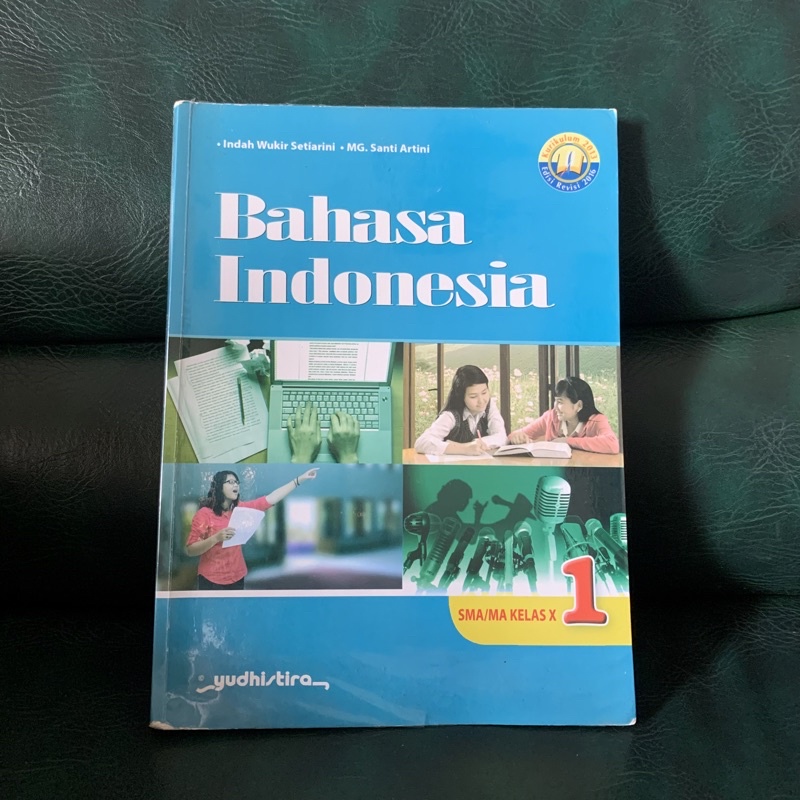 • Indah Wukir Setiarini • MG. Santi Artini
Kurikulum 2013
Edisi Revisi 2016
Bahasa
Indonesia
SMA/MA KELAS X 1
yudhistira